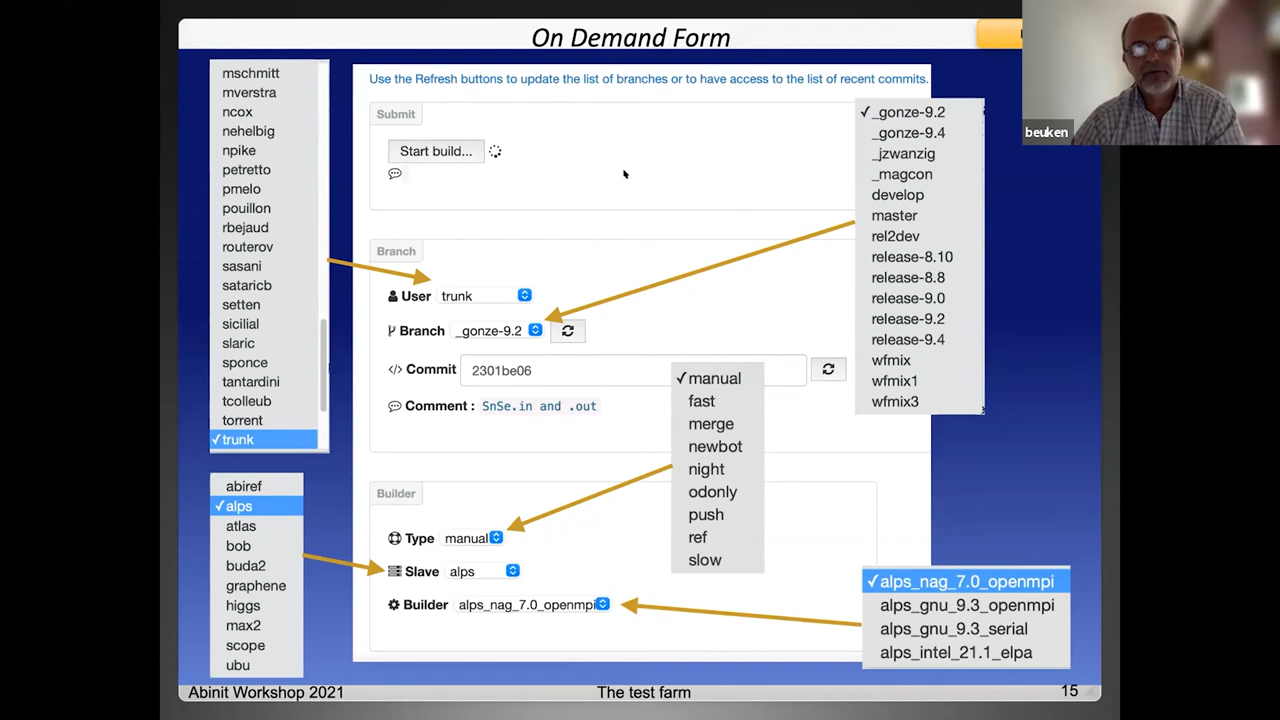 On Demand Form
beuken
mschmitt
mverstra
ncox
nehelbig
npike
petretto
pmelo
pouillon
rbejaud
routerov
sasani
sataricb
setten
sicilial
slaric
sponce
tantardini
tcolleub
torrent
✓trunk
Use the Refresh buttons to update the list of branches or to have access to the list of recent commits.
Submit
Start build...
Branch
User trunk
Branch _gonze-9.2
Commit 2301be06
Comment : SnSe.in and .out
✓_gonze-9.2
_gonze-9.4
_jzwanzig
_magcon
develop
master
rel2dev
release-8.10
release-8.8
release-9.0
release-9.2
release-9.4
wfmix
wfmix1
wfmix3
✓manual
fast
merge
newbot
night
odonly
push
ref
slow
abiref
✓alps
atlas
bob
buda2
graphene
higgs
max2
scope
ubu
Builder
Type manual
Slave alps
Builder alps_nag_7.0_openmpi
✓alps_nag_7.0_openmpi
alps_gnu_9.3_openmpi
alps_gnu_9.3_serial
alps_intel_21.1_elpa
Abinit Workshop 2021
The test farm
15